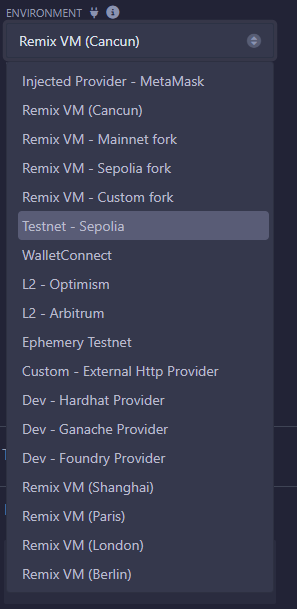 ENVIRONMENT
Remix VM (Cancun)
Injected Provider - MetaMask
Remix VM (Cancun)
Remix VM - Mainnet fork
Remix VM - Sepolia fork
Remix VM - Custom fork
Testnet - Sepolia
WalletConnect
L2 - Optimism
L2 - Arbitrum
Ephemery Testnet
Custom - External Http Provider
Dev - Hardhat Provider
Dev - Ganache Provider
Dev - Foundry Provider
Remix VM (Shanghai)
Remix VM (Paris)
Remix VM (London)
Remix VM (Berlin)